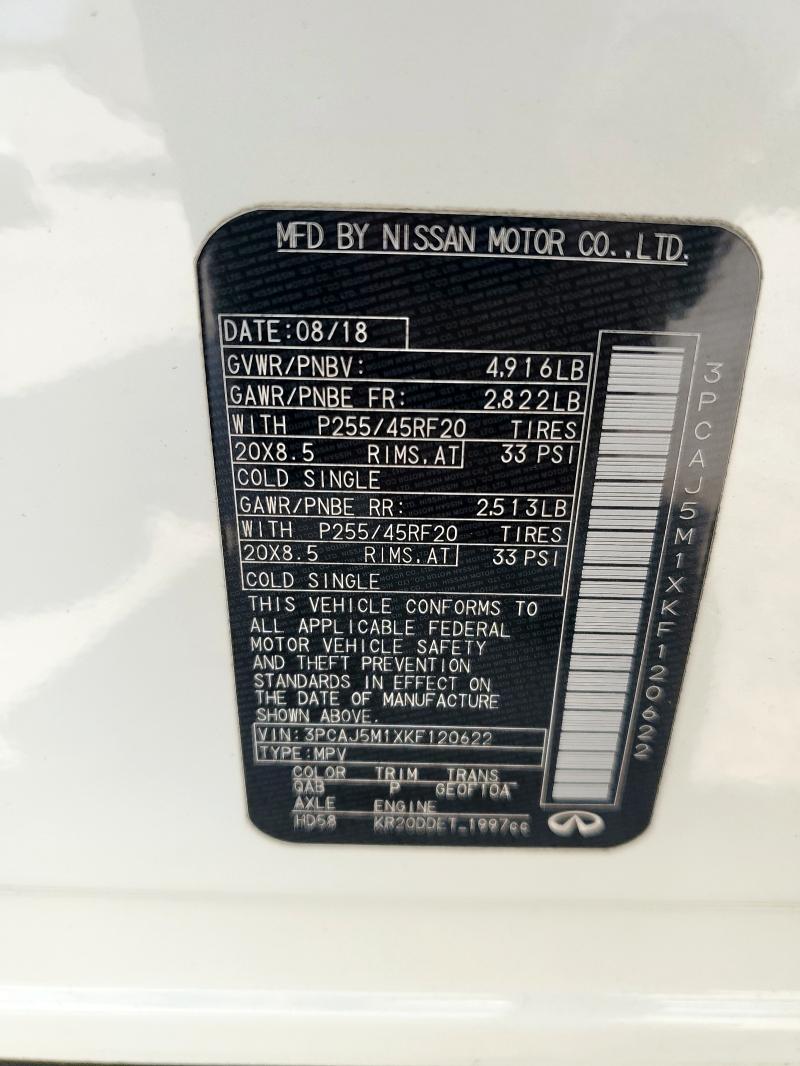 MFD BY NISSAN MOTOR CO.,LTD.
DATE:08/18
GVWR/PNBV: 4,916LB
GAWR/PNBE FR: 2,822LB
WITH P255/45RF20 TIRES
20X8.5 RIMS.AT 33 PSI
COLD SINGLE
GAWR/PNBE RR: 2,513LB
WITH P255/45RF20 TIRES
20X8.5 RIMS.AT 33 PSI
COLD SINGLE
THIS VEHICLE CONFORMS TO
ALL APPLICABLE FEDERAL
MOTOR VEHICLE SAFETY
AND THEFT PREVENTION
STANDARDS IN EFFECT ON
THE DATE OF MANUFACTURE
SHOWN ABOVE.
VIN:3PCAJ5M1XKF120622
TYPE:MPV
COLOR TRIM TRANS
QAB P GE0F10A
AXLE ENGINE
HD58 KR20DDET 1997cc
3PCAJ5M1XKF120622